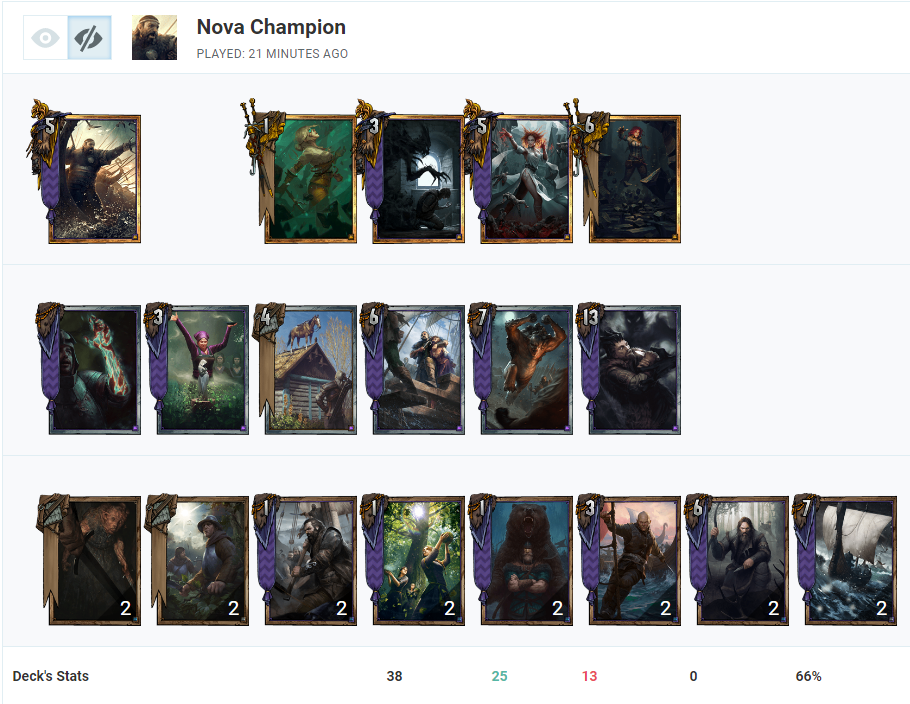 Nova Champion
PLAYED: 21 MINUTES AGO
5 1 3 5 6
3 4 6 7 13
1 1 1 3 6 7
2 2 2 2 2 2 2 2
Deck's Stats 38 25 13 0 66%